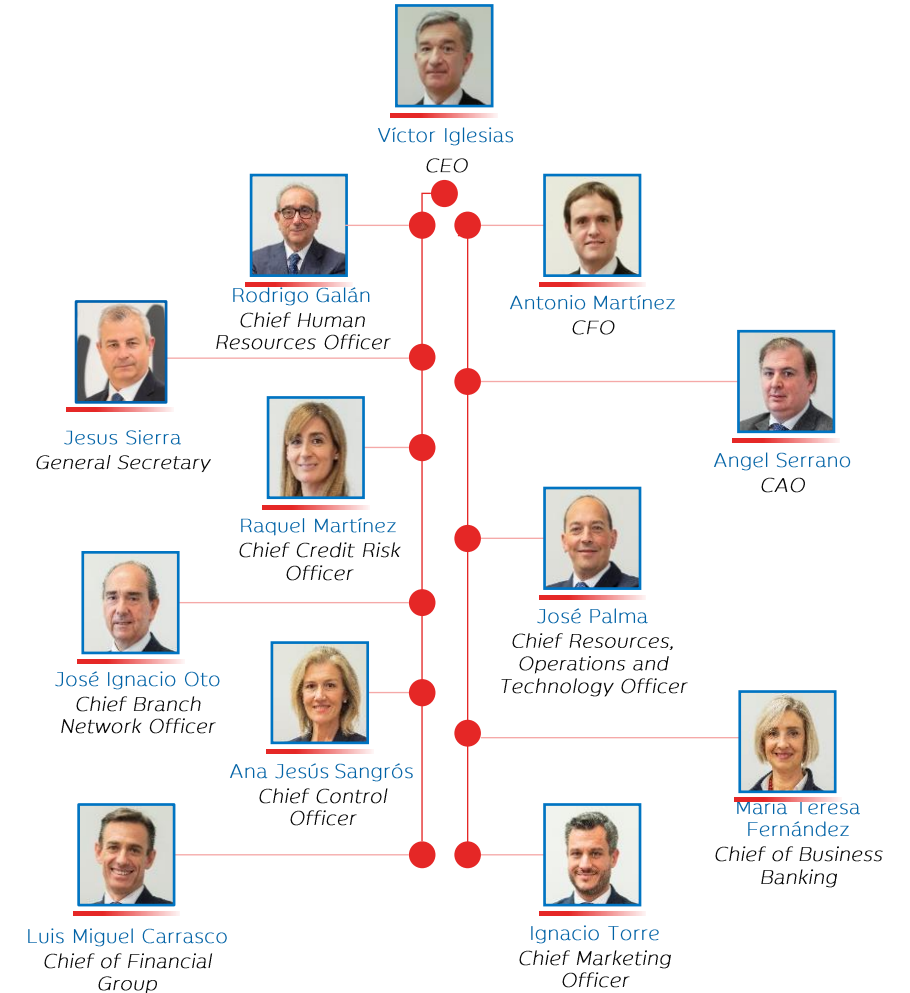 Víctor Iglesias
CEO
Rodrigo Galán
Chief Human
Resources Officer
Antonio Martínez
CFO
Jesus Sierra
General Secretary
Angel Serrano
CAO
Raquel Martínez
Chief Credit Risk
Officer
José Palma
Chief Resources,
Operations and
Technology Officer
José Ignacio Oto
Chief Branch
Network Officer
Ana Jesús Sangrós
Chief Control
Officer
María Teresa
Fernández
Chief of Business
Banking
Luis Miguel Carrasco
Chief of Financial
Group
Ignacio Torre
Chief Marketing
Officer